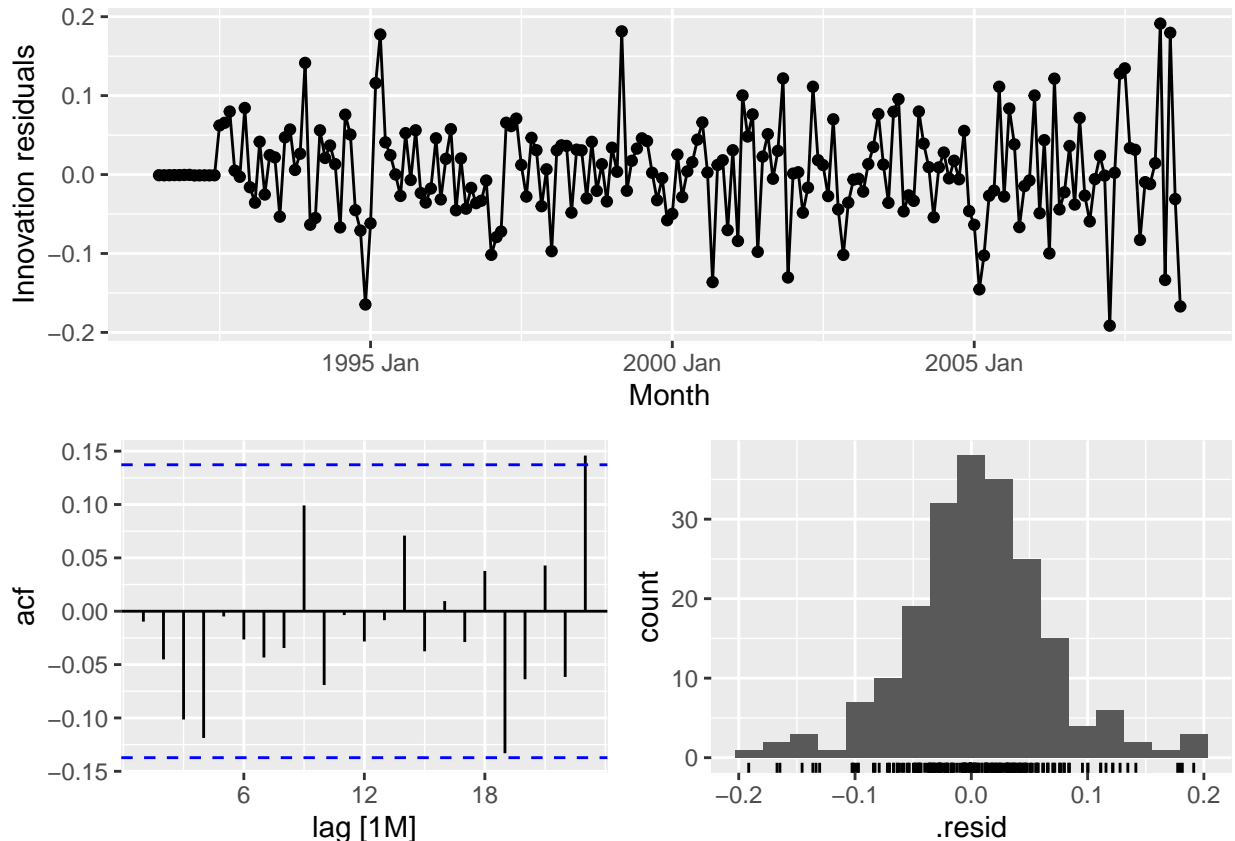 0.2
0.1
0.0
−0.1
−0.2
Innovation residuals
1995 Jan
2000 Jan
2005 Jan
Month
0.15
0.10
0.05
0.00
−0.05
−0.10
−0.15
acf
6
12
18
lag [1M]
30
20
10
0
count
−0.2
−0.1
0.0
0.1
0.2
.resid